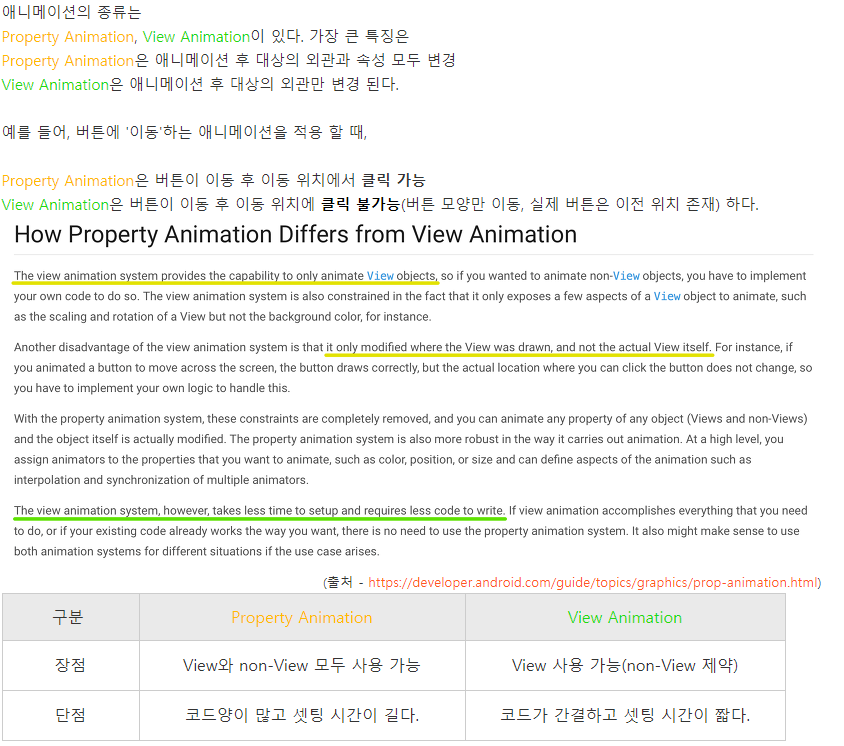 애니메이션의 종류는
Property Animation, View Animation이 있다. 가장 큰 특징은
Property Animation은 애니메이션 후 대상의 외관과 속성 모두 변경
View Animation은 애니메이션 후 대상의 외관만 변경 된다.
예를 들어, 버튼에 '이동'하는 애니메이션을 적용 할 때,
Property Animation은 버튼이 이동 후 이동 위치에서 클릭 가능
View Animation은 버튼이 이동 후 이동 위치에 클릭 불가능(버튼 모양만 이동, 실제 버튼은 이전 위치 존재) 하다.
How Property Animation Differs from View Animation
The view animation system provides the capability to only animate View objects, so if you wanted to animate non-View objects, you have to implement
your own code to do so. The view animation system is also constrained in the fact that it only exposes a few aspects of a View object to animate, such
as the scaling and rotation of a View but not the background color, for instance.
Another disadvantage of the view animation system is that it only modified where the View was drawn, and not the actual View itself. For instance, if
you animated a button to move across the screen, the button draws correctly, but the actual location where you can click the button does not change, so
you have to implement your own logic to handle this.
With the property animation system, these constraints are completely removed, and you can animate any property of any object (Views and non-Views)
and the object itself is actually modified. The property animation system is also more robust in the way it carries out animation. At a high level, you
assign animators to the properties that you want to animate, such as color, position, or size and can define aspects of the animation such as
interpolation and synchronization of multiple animators.
The view animation system, however, takes less time to setup and requires less code to write. If view animation accomplishes everything that you need
to do, or if your existing code already works the way you want, there is no need to use the property animation system. It also might make sense to use
both animation systems for different situations if the use case arises.
(출처 - https://developer.android.com/guide/topics/graphics/prop-animation.html)
구분 Property Animation View Animation
장점 View와 non-View 모두 사용 가능 View 사용 가능(non-View 제약)
단점 코드양이 많고 셋팅 시간이 길다. 코드가 간결하고 셋팅 시간이 짧다.